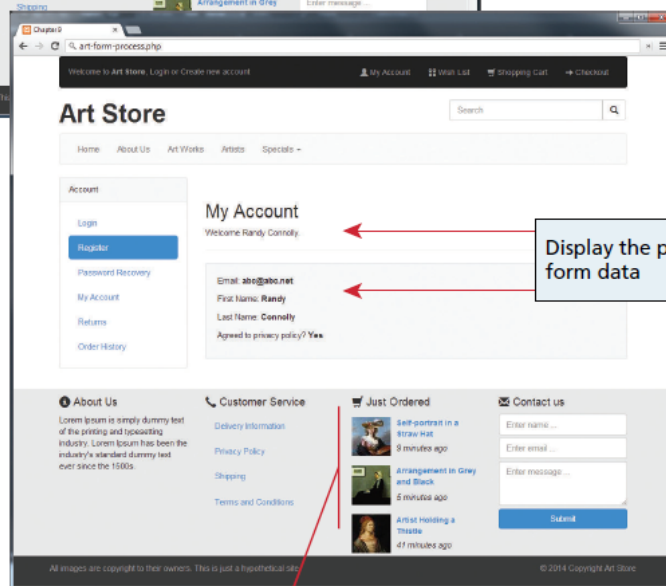 Shipping
Arrangement in Grey
Enter message ...
Chapter 9
art-form-process.php
Welcome to Art Store, Login or Create new account
My Account
Wish List
Shopping Cart
Checkout
Art Store
Search
Home
About Us
Art Works
Artists
Specials
Account
Login
Register
Password Recovery
My Account
Returns
Order History
My Account
Welcome Randy Connolly
Email: abc@abc.net
First Name: Randy
Last Name: Connolly
Agreed to privacy policy? Yes
Display the p
form data
About Us
Lorem Ipsum is simply dummy text
of the printing and typesetting
industry. Lorem Ipsum has been the
industry's standard dummy text
ever since the 1500s.
Customer Service
Delivery Information
Privacy Policy
Shipping
Terms and Conditions
Just Ordered
Self-portrait in a
Straw Hat
9 minutes ago
Arrangement in Grey
and Black
5 minutes ago
Artist Holding a
Thistle
41 minutes ago
Contact us
Enter name ...
Enter email ...
Enter message ...
Submit
All images are copyright to their owners. This is just a hypothetical site
© 2014 Copyright Art Store